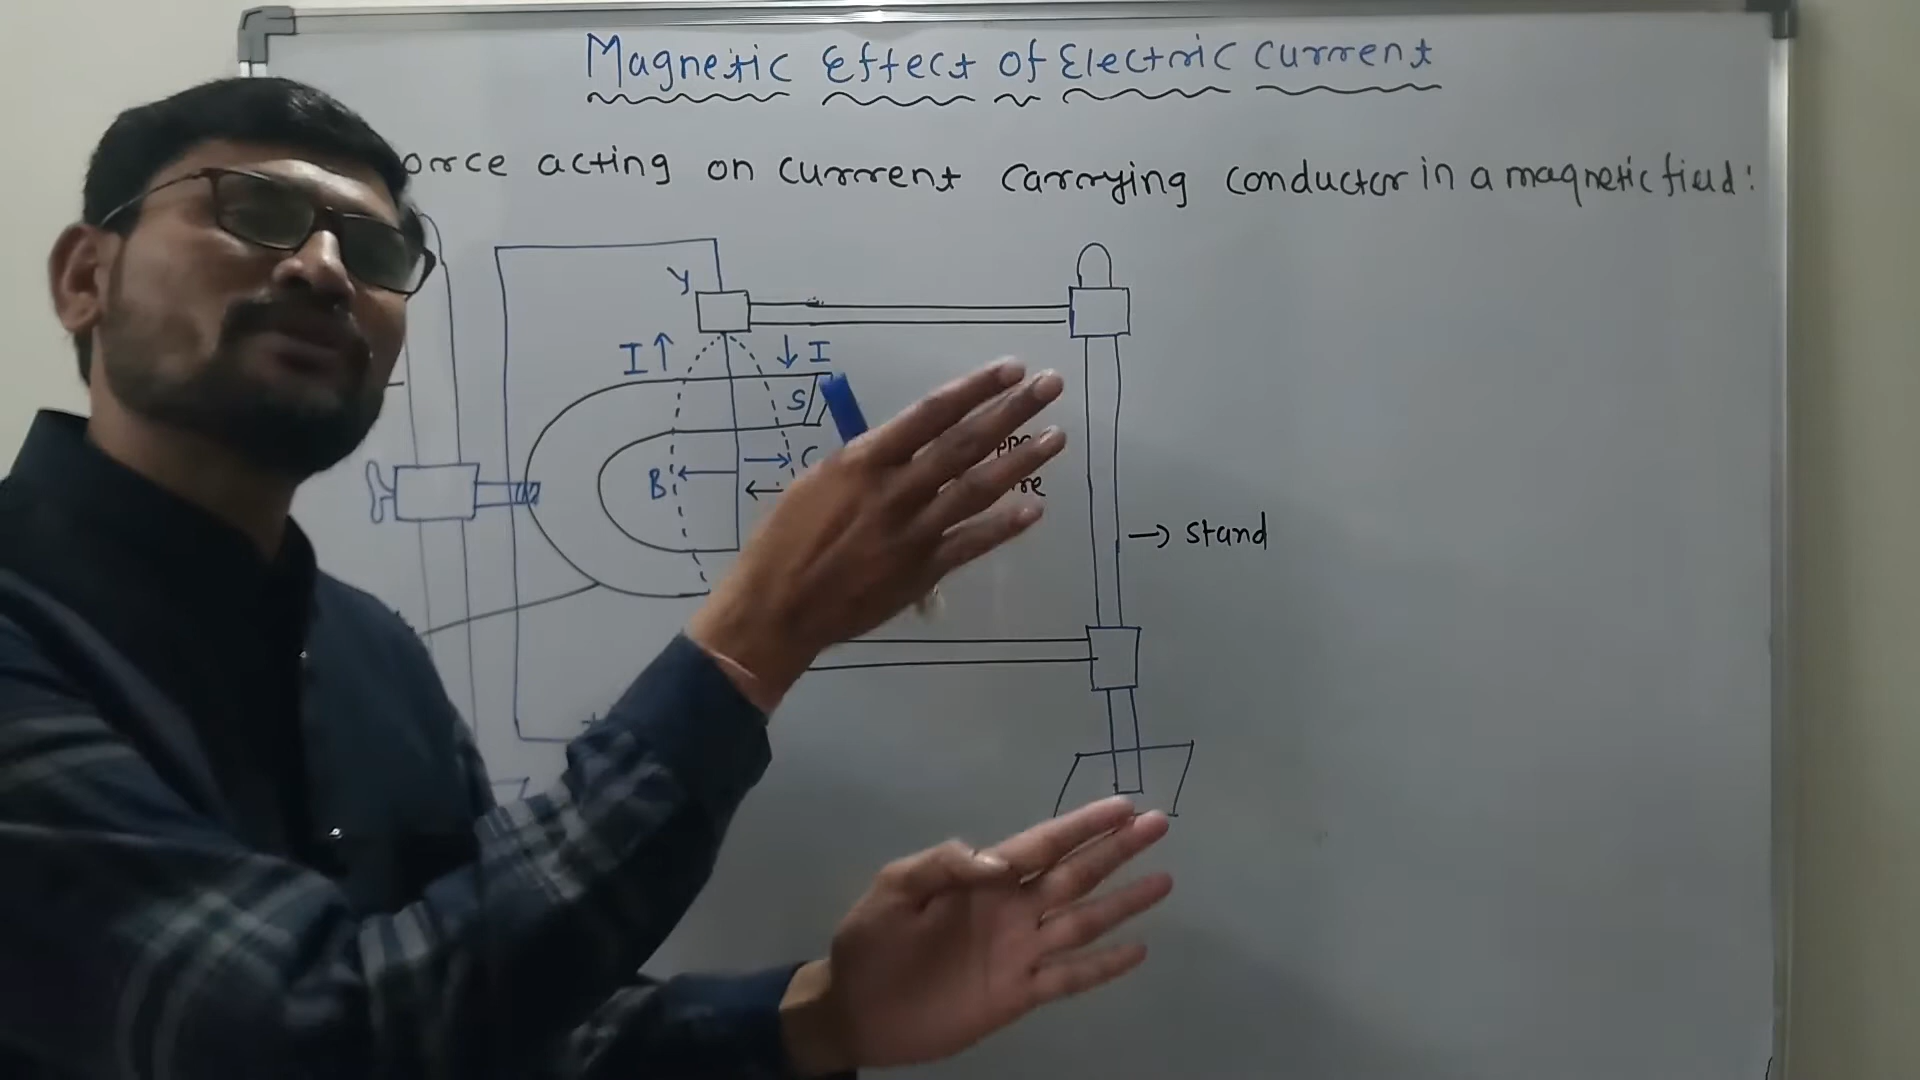 Magnetic Effect of Electric Current
orce acting on current carrying conductor in a magnetic field:
Y
I ↑ ↓ I
S
C
B
→ stand